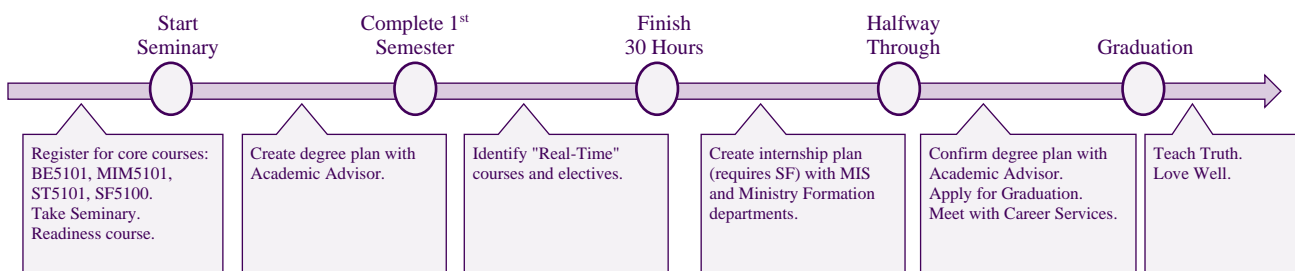 Start
Seminary
Complete 1st
Semester
Finish
30 Hours
Halfway
Through
Graduation
Register for core courses:
BE5101, MIM5101,
ST5101, SF5100.
Take Seminary.
Readiness course.
Create degree plan with
Academic Advisor.
Identify "Real-Time"
courses and electives.
Create internship plan
(requires SF) with MIS
and Ministry Formation
departments.
Confirm degree plan with
Academic Advisor.
Apply for Graduation.
Meet with Career Services.
Teach Truth.
Love Well.